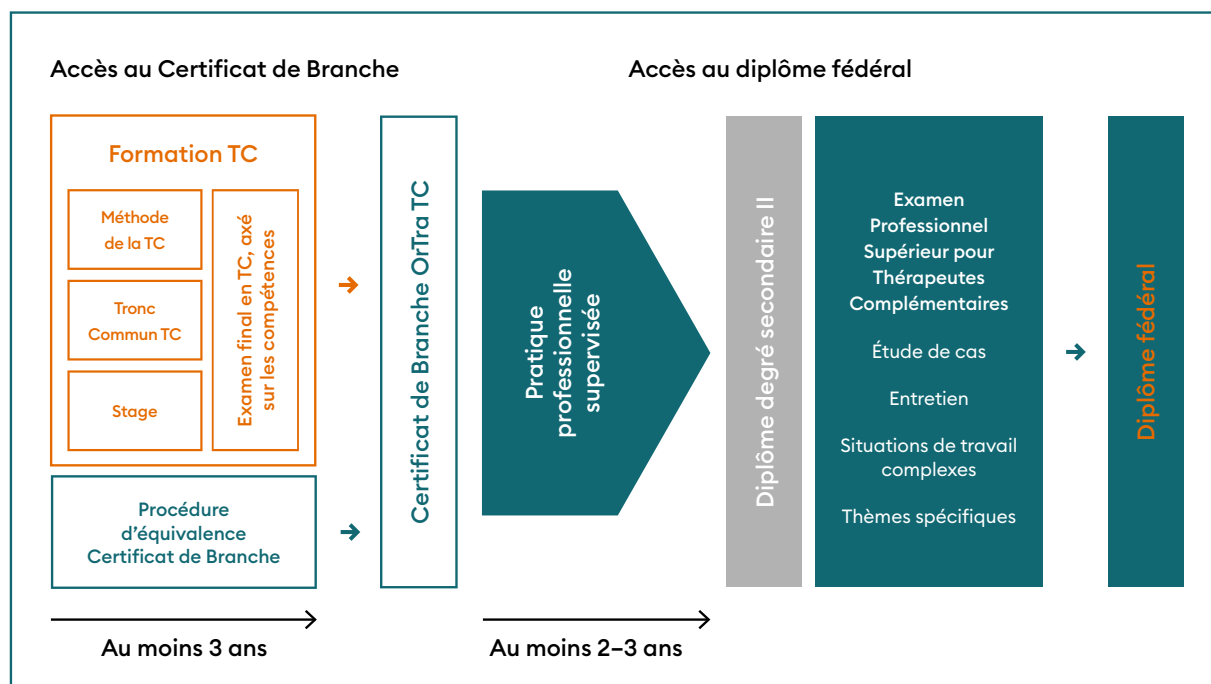 Accès au Certificat de Branche
Accès au diplôme fédéral
Formation TC
Méthode
de la TC
Tronc
Commun TC
Stage
Examen final en TC, axé
sur les compétences
Procédure
d’équivalence
Certificat de Branche
Certificat de Branche OrTra TC
Pratique
professionnelle
supervisée
Diplôme degré secondaire II
Examen
Professionnel
Supérieur pour
Thérapeutes
Complémentaires
Étude de cas
Entretien
Situations de travail
complexes
Thèmes spécifiques
Diplôme fédéral
Au moins 3 ans
Au moins 2–3 ans